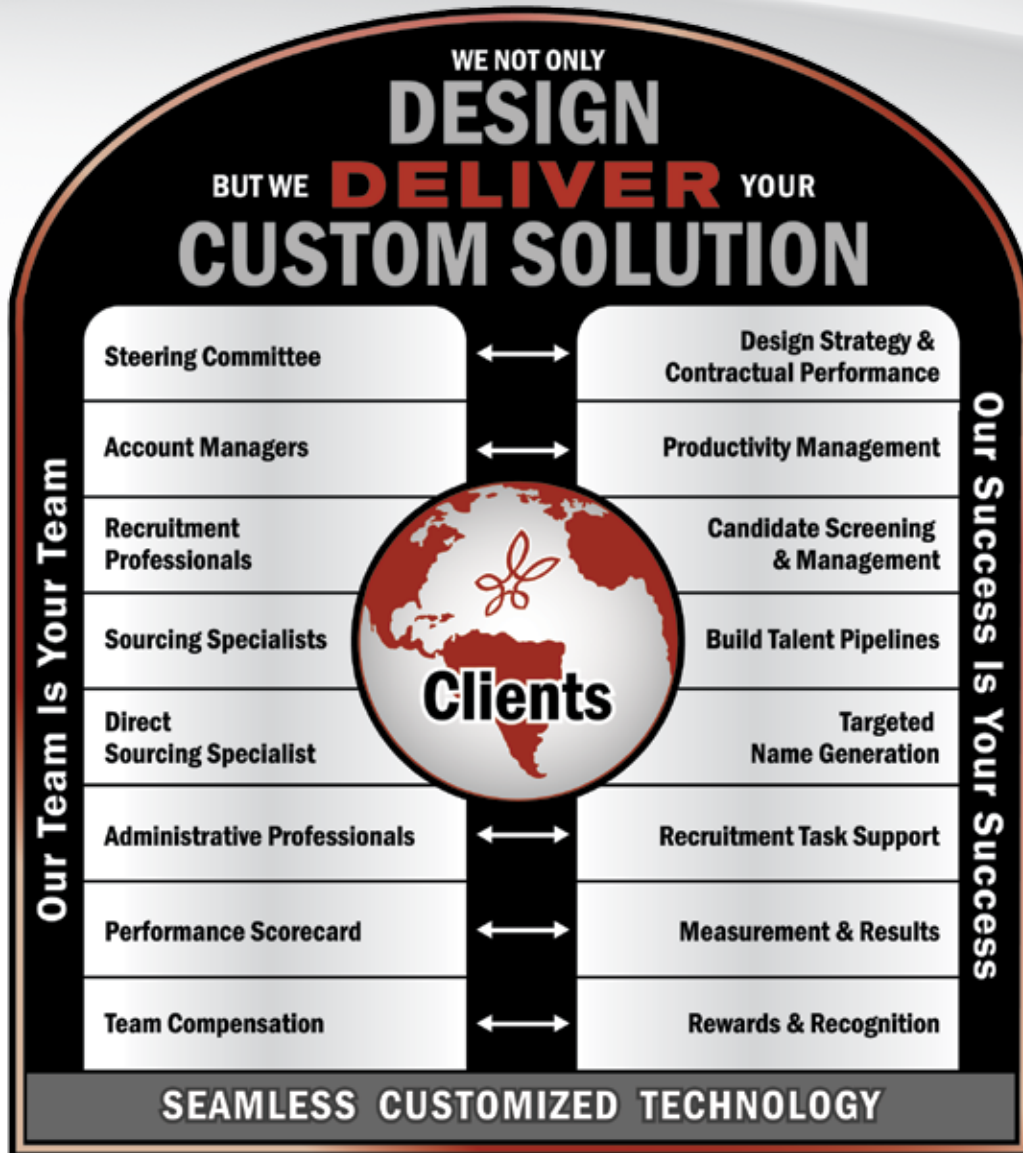 WE NOT ONLY
DESIGN
BUT WE DELIVER YOUR
CUSTOM SOLUTION
Our Team Is Your Team
Steering Committee
Design Strategy &
Contractual Performance
Account Managers
Productivity Management
Recruitment
Professionals
Candidate Screening
& Management
Sourcing Specialists
Build Talent Pipelines
Clients
Direct
Sourcing Specialist
Targeted
Name Generation
Administrative Professionals
Recruitment Task Support
Performance Scorecard
Measurement & Results
Team Compensation
Rewards & Recognition
Our Success Is Your Success
SEAMLESS CUSTOMIZED TECHNOLOGY